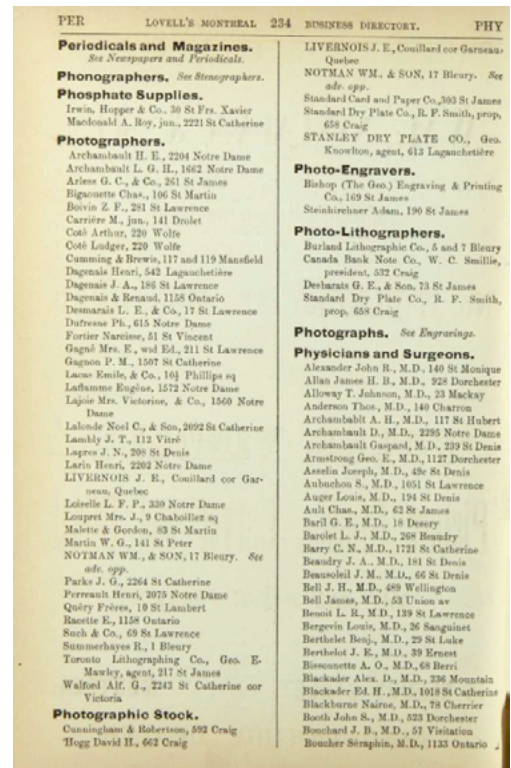 PER LOVELL'S MONTREAL 234 BUSINESS DIRECTORY. PHY
Periodicals and Magazines.
See Newspapers and Periodicals.
Phonographers. See Stenographers.
Phosphate Supplies.
Irwin, Hopper & Co. 30 St Frs. Xavier
Macdonald A. Roy, jun., 2221 St Catherine
Photographers.
Archambault H. E., 2204 Notre Dame
Archambault L. G. H., 1662 Notre Dame
Arless G. C., & Co., 261 St James
Bigaouette Chas., 106 St Martin
Boivin Z. F., 281 St Lawrence
Carrière M., jun., 141 Drolet
Coté Arthur, 220 Wolfe
Coté Ludger, 220 Wolfe
Cumming & Brewis, 117 and 119 Mansfield
Dagenais Henri, 542 Lagauchetière
Dagenais J. A., 186 St Lawrence
Dagenais & Renaud, 1158 Ontario
Desmarais L. E., & Co., 17 St Lawrence
Dufresne Ph., 615 Notre Dame
Fortier Narcisse, 51 St Vincent
Gagné Mrs. E., wid Ed., 211 St Lawrence
Gagnon P. M., 1507 St Catherine
Lucas Emile, & Co., 10½ Phillips sq
Laflamme Eugène, 1572 Notre Dame
Lajoie Mrs. Victorine, & Co., 1560 Notre
Dame
Lalonde Noel C., & Son, 2092 St Catherine
Lambly J. T., 112 Vitré
Lapres J. N., 208 St Denis
Larin Henri, 2202 Notre Dame
LIVERNOIS J. E., Couillard cor Gar-
neau, Quebec
Loiselle L. F. P., 330 Notre Dame
Loupret Mrs. J., 9 Chaboillez sq
Malette & Gordon, 83 St Martin
Martin W. G., 141 St Peter
NOTMAN WM., & SON, 17 Bleury. See
adv. opp.
Parks J. G., 2264 St Catherine
Perreault Henri, 2075 Notre Dame
Quéry Frères, 10 St Lambert
Racette E., 1158 Ontario
Such & Co., 69 St Lawrence
Summerhayes R., 1 Bleury
Toronto Lithographing Co., Geo. E.
Mawley, agent, 217 St James
Walford Alf. G., 2243 St Catherine cor
Victoria
Photographic Stock.
Cunningham & Robertson, 592 Craig
Hogg David H., 662 Craig
LIVERNOIS J. E., Couillard cor Garneau,
Quebec
NOTMAN WM., & SON, 17 Bleury. See
adv. opp.
Standard Card and Paper Co., 303 St James
Standard Dry Plate Co., R. F. Smith, prop,
658 Craig
STANLEY DRY PLATE CO., Geo.
Knowlton, agent, 613 Lagauchetière
Photo-Engravers.
Bishop (The Geo.) Engraving & Printing
Co., 169 St James
Steinhirchner Adam, 190 St James
Photo-Lithographers.
Burland Lithographic Co., 5 and 7 Bleury
Canada Bank Note Co., W. C. Smillie,
president, 532 Craig
Desbarats G. E., & Son, 73 St James
Standard Dry Plate Co., R. F. Smith,
prop, 658 Craig
Photographs. See Engravings.
Physicians and Surgeons.
Alexander John R., M.D., 140 St Monique
Allan James H. B., M.D., 928 Dorchester
Alloway T. Johnson, M.D., 23 Mackay
Anderson Thos., M.D., 140 Charron
Archambault A. H., M.D., 117 St Hubert
Archambault D., M.D., 2295 Notre Dame
Archambault Gaspard, M.D., 239 St Denis
Armstrong Geo. E., M.D., 1127 Dorchester
Asselin Joseph, M.D., 49c St Denis
Aubuchon S., M.D., 1051 St Lawrence
Auger Louis, M.D., 194 St Denis
Ault Chas., M.D., 62 St James
Baril G. E., M.D., 18 Desery
Barolet L. J., M.D., 268 Beaudry
Barry C. N., M.D., 1721 St Catherine
Beaudry J. A., M.D., 181 St Denis
Beausoleil J. M., M.D., 66 St Denis
Bell J. H., M.D., 489 Wellington
Bell James, M.D., 53 Union av
Benoit L. R., M.D., 139 St Lawrence
Bergevin Louis, M.D., 26 Sanguinet
Berthelet Benj., M.D., 29 St Luke
Berthelot J. E., M.D., 39 Ernest
Bissonnette A. O., M.D., 68 Berri
Blackader Alex. D., M.D., 236 Mountain
Blackader Ed. H., M.D., 1018 St Catherine
Blackburne Nairne, M.D., 78 Cherrier
Booth John S., M.D., 523 Dorchester
Bouchard J. B., M.D., 57 Visitation
Boucher Séraphin, M.D., 1133 Ontario